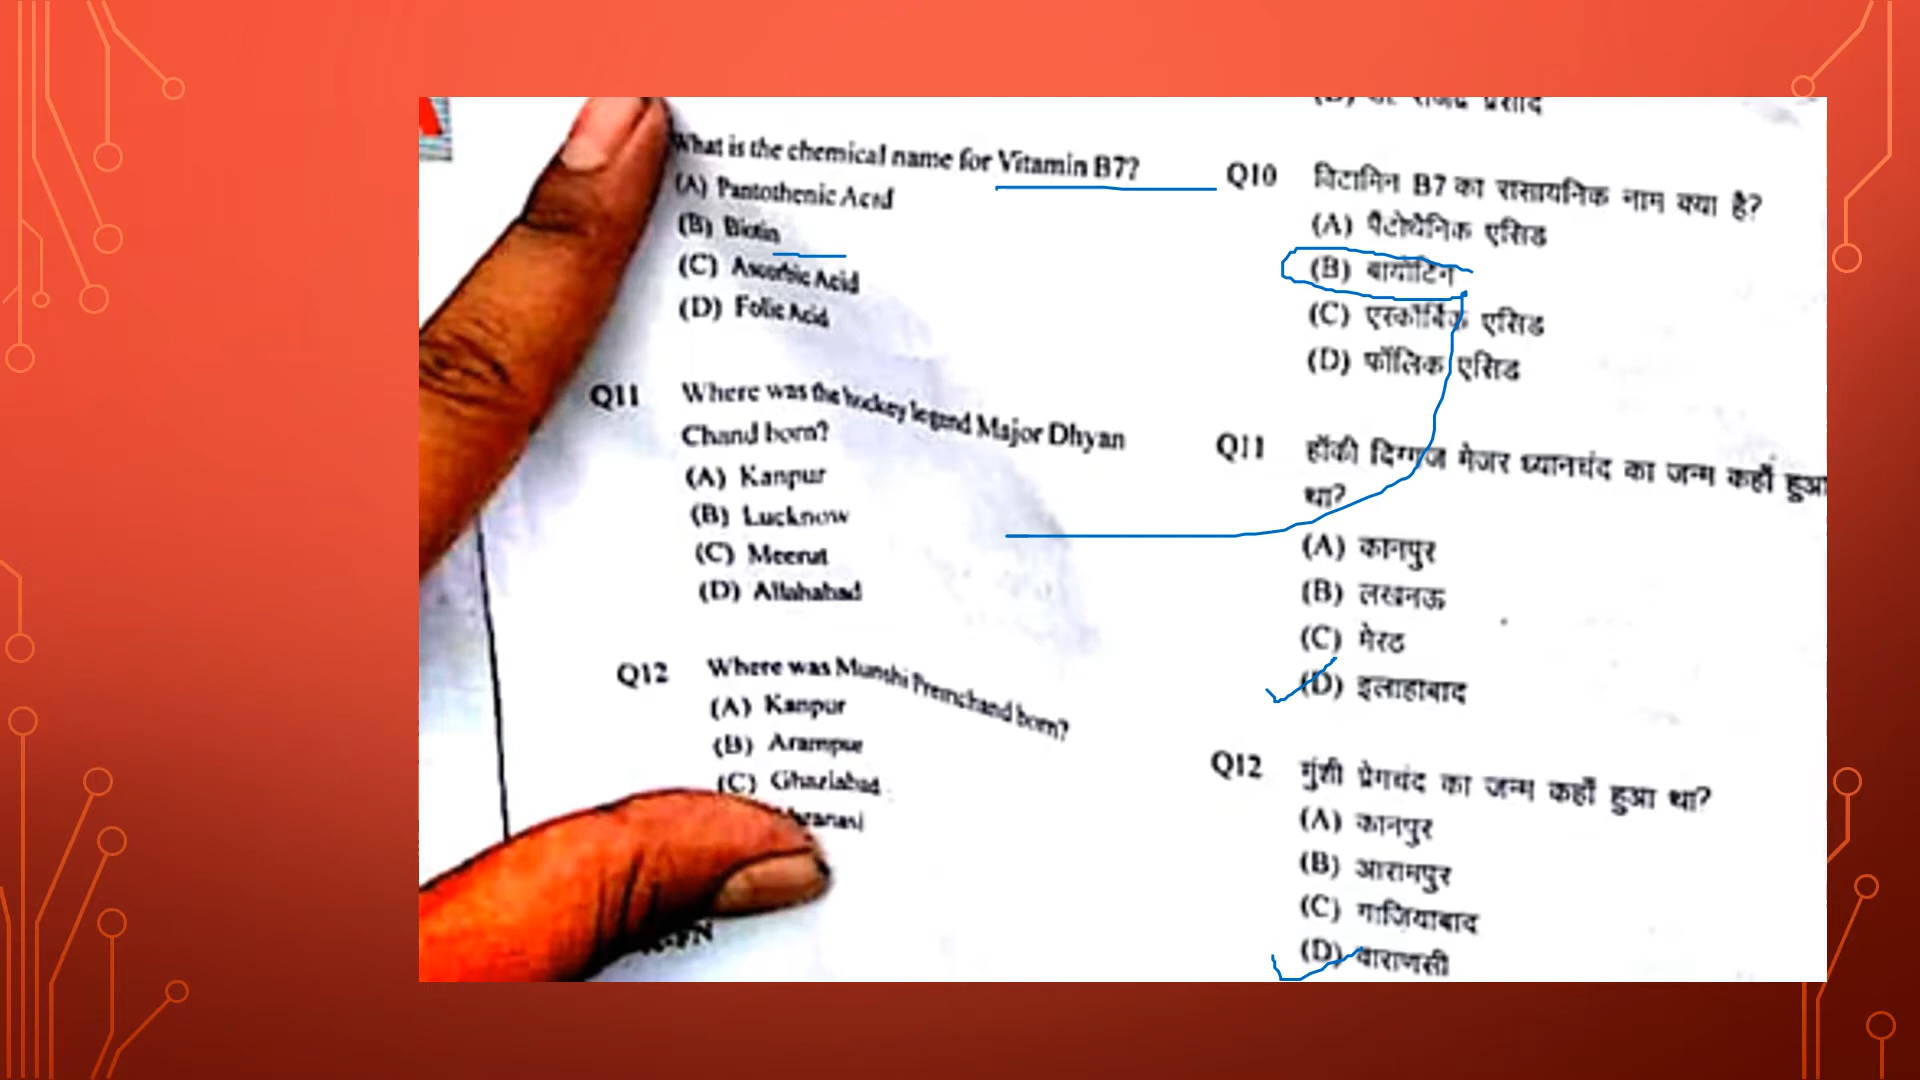 What is the chemical name for Vitamin B7?
(A) Pantothenic Acid
(B) Biotin
(C) Ascorbic Acid
(D) Folic Acid
Q11 Where was the hockey legend Major Dhyan
Chand born?
(A) Kanpur
(B) Lucknow
(C) Meerut
(D) Allahabad
Q12 Where was Munshi Premchand born?
(A) Kanpur
(B) Arampur
(C) Ghaziabad
प्रसाद
Q10 विटामिन B7 का रासायनिक नाम क्या है?
(A) पैंटोथैनिक एसिड
(B) बायोटिन
(C) एस्कॉर्बिक एसिड
(D) फॉलिक एसिड
Q11 हॉकी दिग्गज मेजर ध्यानचंद का जन्म कहाँ हुआ
था?
(A) कानपुर
(B) लखनऊ
(C) मेरठ
(D) इलाहाबाद
Q12 मुंशी प्रेमचंद का जन्म कहाँ हुआ था?
(A) कानपुर
(B) आरामपुर
(C) गाज़ियाबाद
(D) वाराणसी